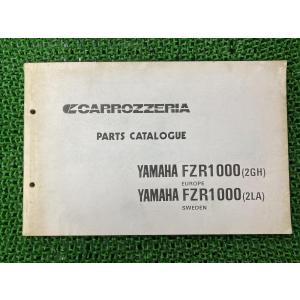 CARROZZERIA
PARTS CATALOGUE
YAMAHA FZR1000(2GH)
EUROPE
YAMAHA FZR1000(2LA)
SWEDEN